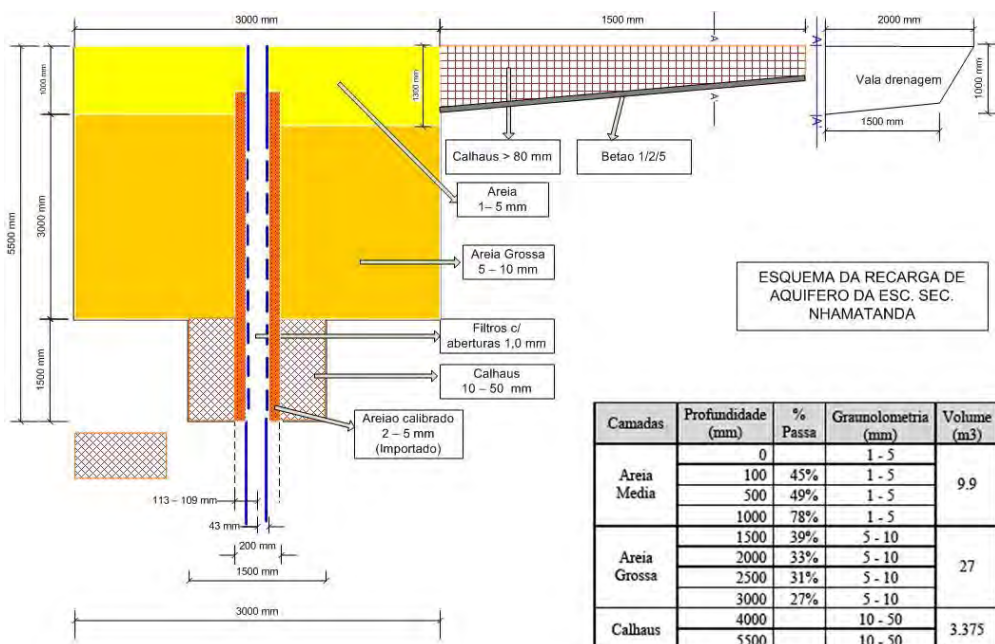 3000 mm
1500 mm
2000 mm
A
A
A'
A'
1000 mm
1300 mm
5500 mm
3000 mm
1500 mm
Vala drenagem
1000 mm
1500 mm
Calhaus > 80 mm
Betao 1/2/5
Areia
1– 5 mm
Areia Grossa
5 – 10 mm
Filtros c/
aberturas 1,0 mm
Calhaus
10 – 50 mm
Areiao calibrado
2 – 5 mm
(Importado)
113 – 109 mm
43 mm
200 mm
1500 mm
3000 mm
ESQUEMA DA RECARGA DE
AQUIFERO DA ESC. SEC.
NHAMATANDA
Camadas Profundidade (mm) % Passa Graunolometria (mm) Volume (m3)
Areia Media 0 1 - 5 9.9
100 45% 1 - 5
500 49% 1 - 5
1000 78% 1 - 5
Areia Grossa 1500 39% 5 - 10 27
2000 33% 5 - 10
2500 31% 5 - 10
3000 27% 5 - 10
Calhaus 4000 10 - 50 3.375
5500 10 - 50